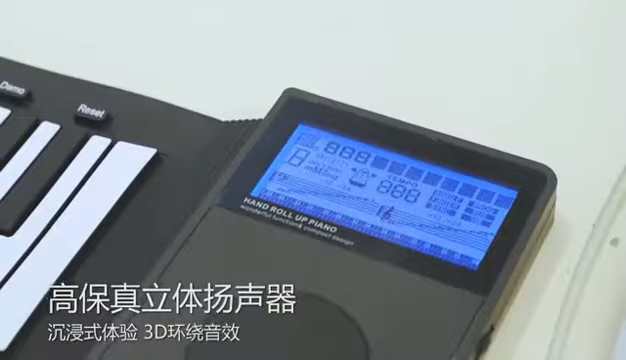 Demo
Reset
888
8
TEMPO
888
HAND ROLL UP PIANO
wonderful function& compact design
高保真立体扬声器
沉浸式体验 3D环绕音效